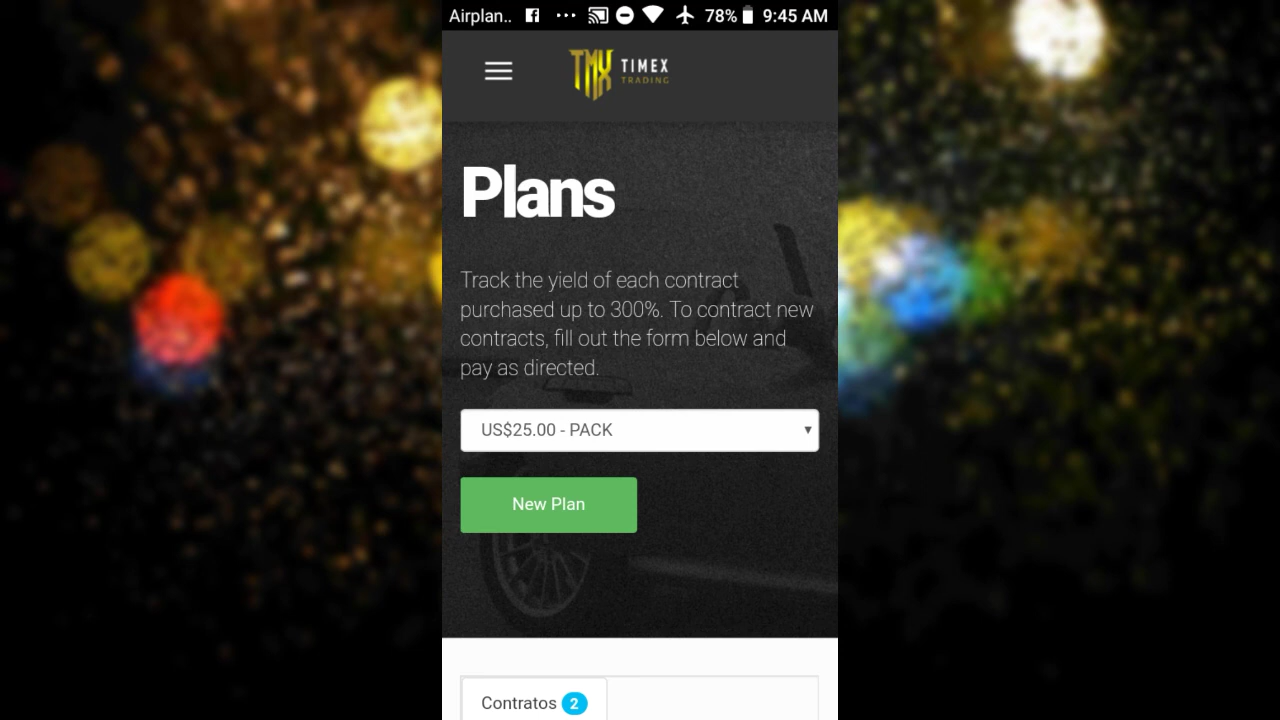 Airplan.. 78% 9:45 AM
TMX TIMEX
TRADING
Plans
Track the yield of each contract
purchased up to 300%. To contract new
contracts, fill out the form below and
pay as directed.
US$25.00 - PACK
New Plan
Contratos 2